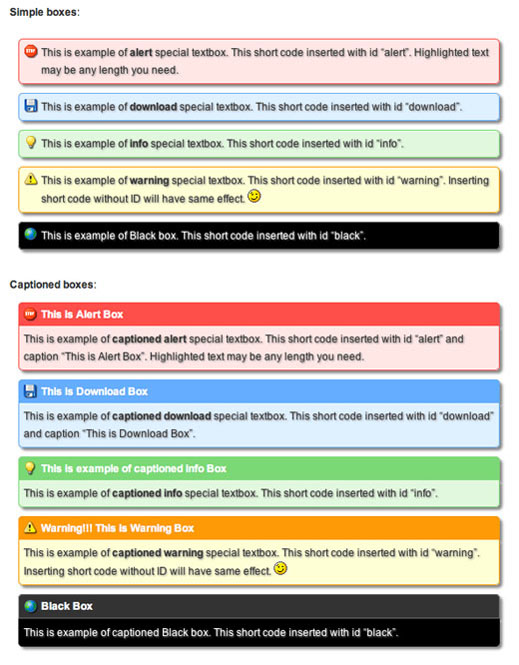 Simple boxes:
STOP
This is example of alert special textbox. This short code inserted with id “alert”. Highlighted text
may be any length you need.
This is example of download special textbox. This short code inserted with id “download”.
This is example of info special textbox. This short code inserted with id “info”.
This is example of warning special textbox. This short code inserted with id “warning”. Inserting
short code without ID will have same effect.
This is example of Black box. This short code inserted with id “black”.
Captioned boxes:
STOP
This is Alert Box
This is example of captioned alert special textbox. This short code inserted with id “alert” and
caption “This is Alert Box”. Highlighted text may be any length you need.
This is Download Box
This is example of captioned download special textbox. This short code inserted with id “download”
and caption “This is Download Box”.
This is example of captioned Info Box
This is example of captioned info special textbox. This short code inserted with id “info”.
Warning!!! This is Warning Box
This is example of captioned warning special textbox. This short code inserted with id “warning”.
Inserting short code without ID will have same effect.
Black Box
This is example of captioned Black box. This short code inserted with id “black”.